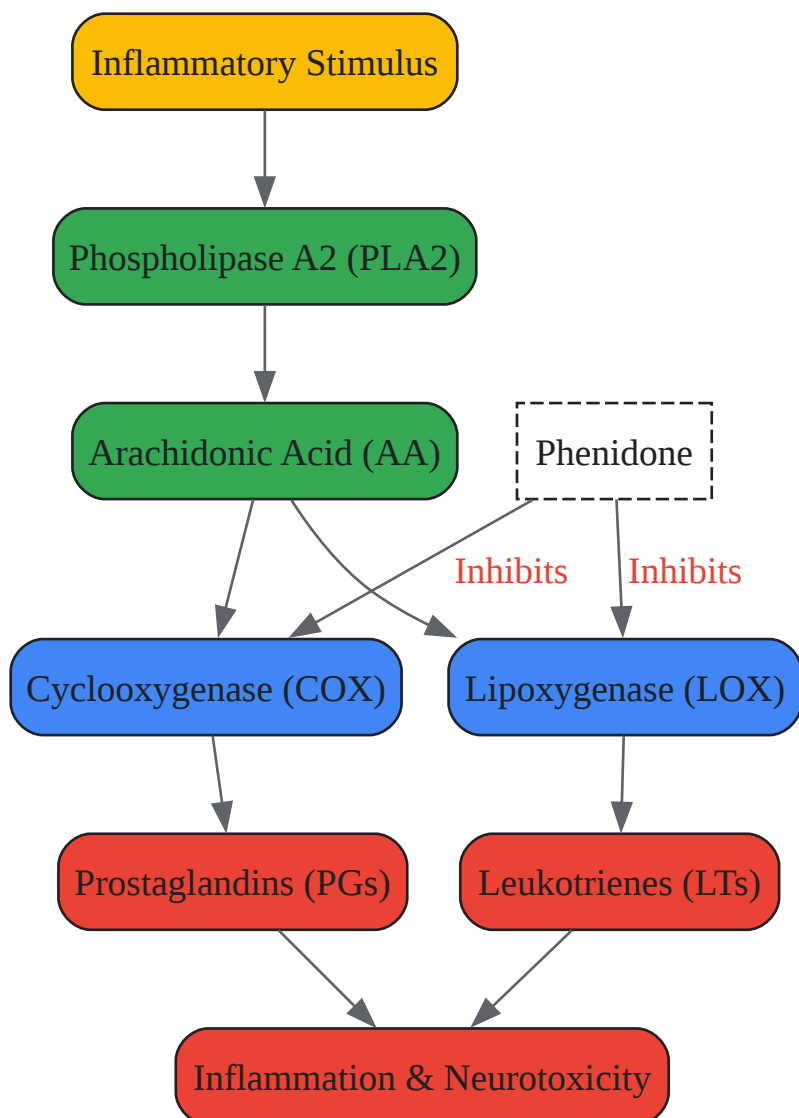 Inflammatory Stimulus
Phospholipase A2 (PLA2)
Arachidonic Acid (AA)
Phenidone
Inhibits
Inhibits
Cyclooxygenase (COX)
Lipoxygenase (LOX)
Prostaglandins (PGs)
Leukotrienes (LTs)
Inflammation & Neurotoxicity